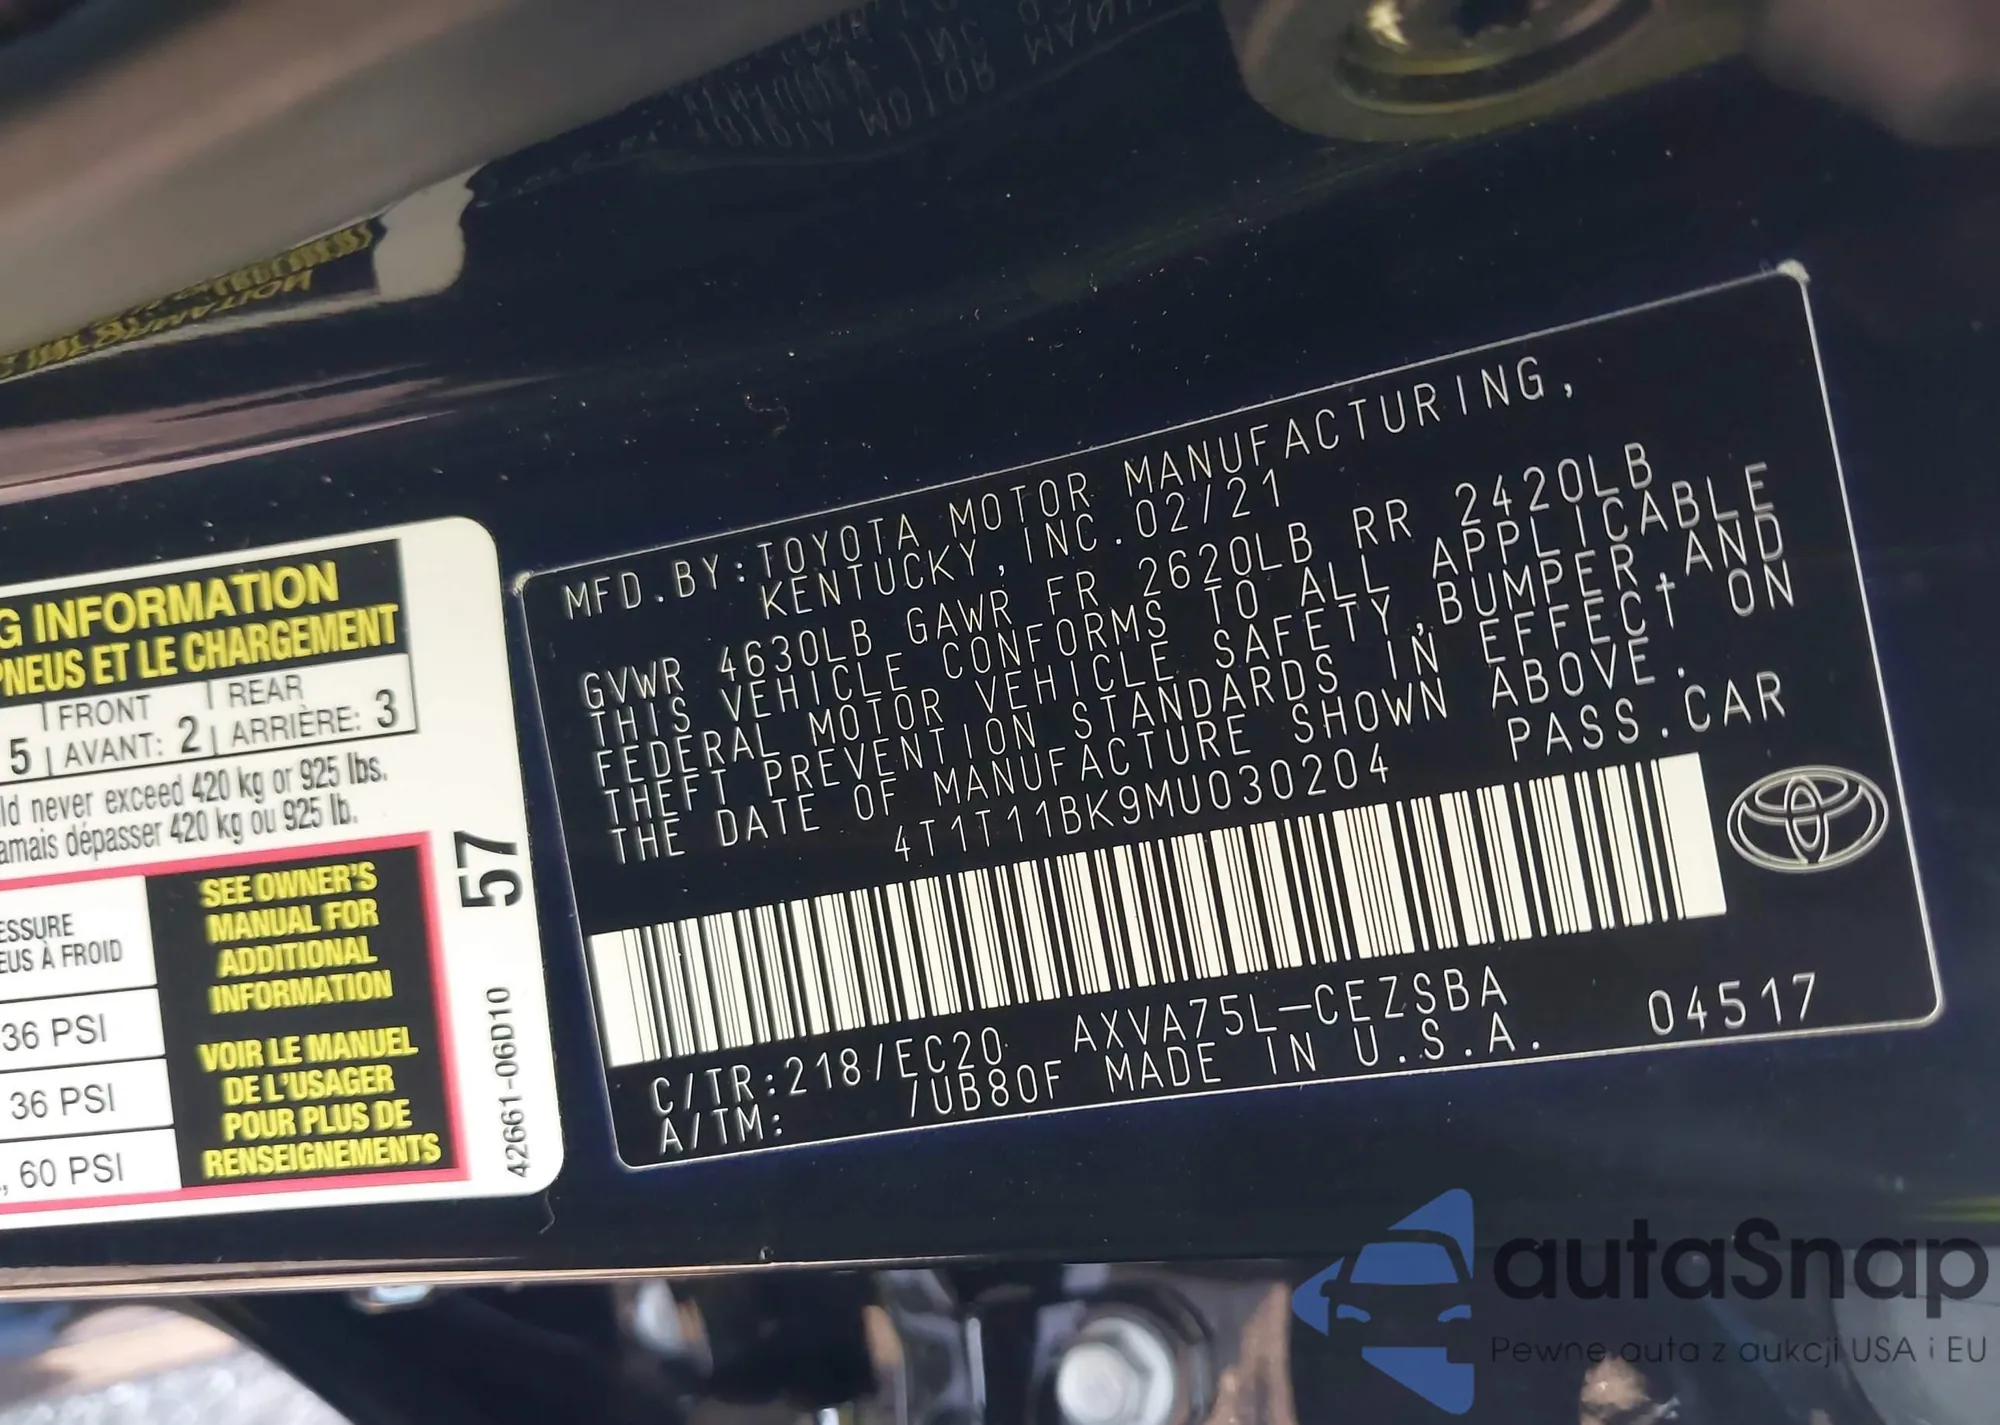 G INFORMATION
PNEUS ET LE CHARGEMENT
FRONT REAR
5 AVANT: 2 ARRIÈRE: 3
ld never exceed 420 kg or 925 lbs.
amais dépasser 420 kg ou 925 lb.
ESSURE
EUS À FROID
36 PSI
36 PSI
, 60 PSI
SEE OWNER'S
MANUAL FOR
ADDITIONAL
INFORMATION
VOIR LE MANUEL
DE L'USAGER
POUR PLUS DE
RENSEIGNEMENTS
57
42661-06D10
MFD.BY:TOYOTA MOTOR MANUFACTURING,
KENTUCKY,INC.02/21
GVWR 4630LB GAWR FR 2620LB RR 2420LB
THIS VEHICLE CONFORMS TO ALL APPLICABLE
FEDERAL MOTOR VEHICLE SAFETY,BUMPER,AND
THEFT PREVENTION STANDARDS IN EFFECT ON
THE DATE OF MANUFACTURE SHOWN ABOVE.
4T1T11BK9MU030204 PASS.CAR
C/TR:218/EC20 AXVA75L-CEZSBA 04517
A/TM: /UB80F MADE IN U.S.A.
autaSnap
Pewne auta z aukcji USA i EU